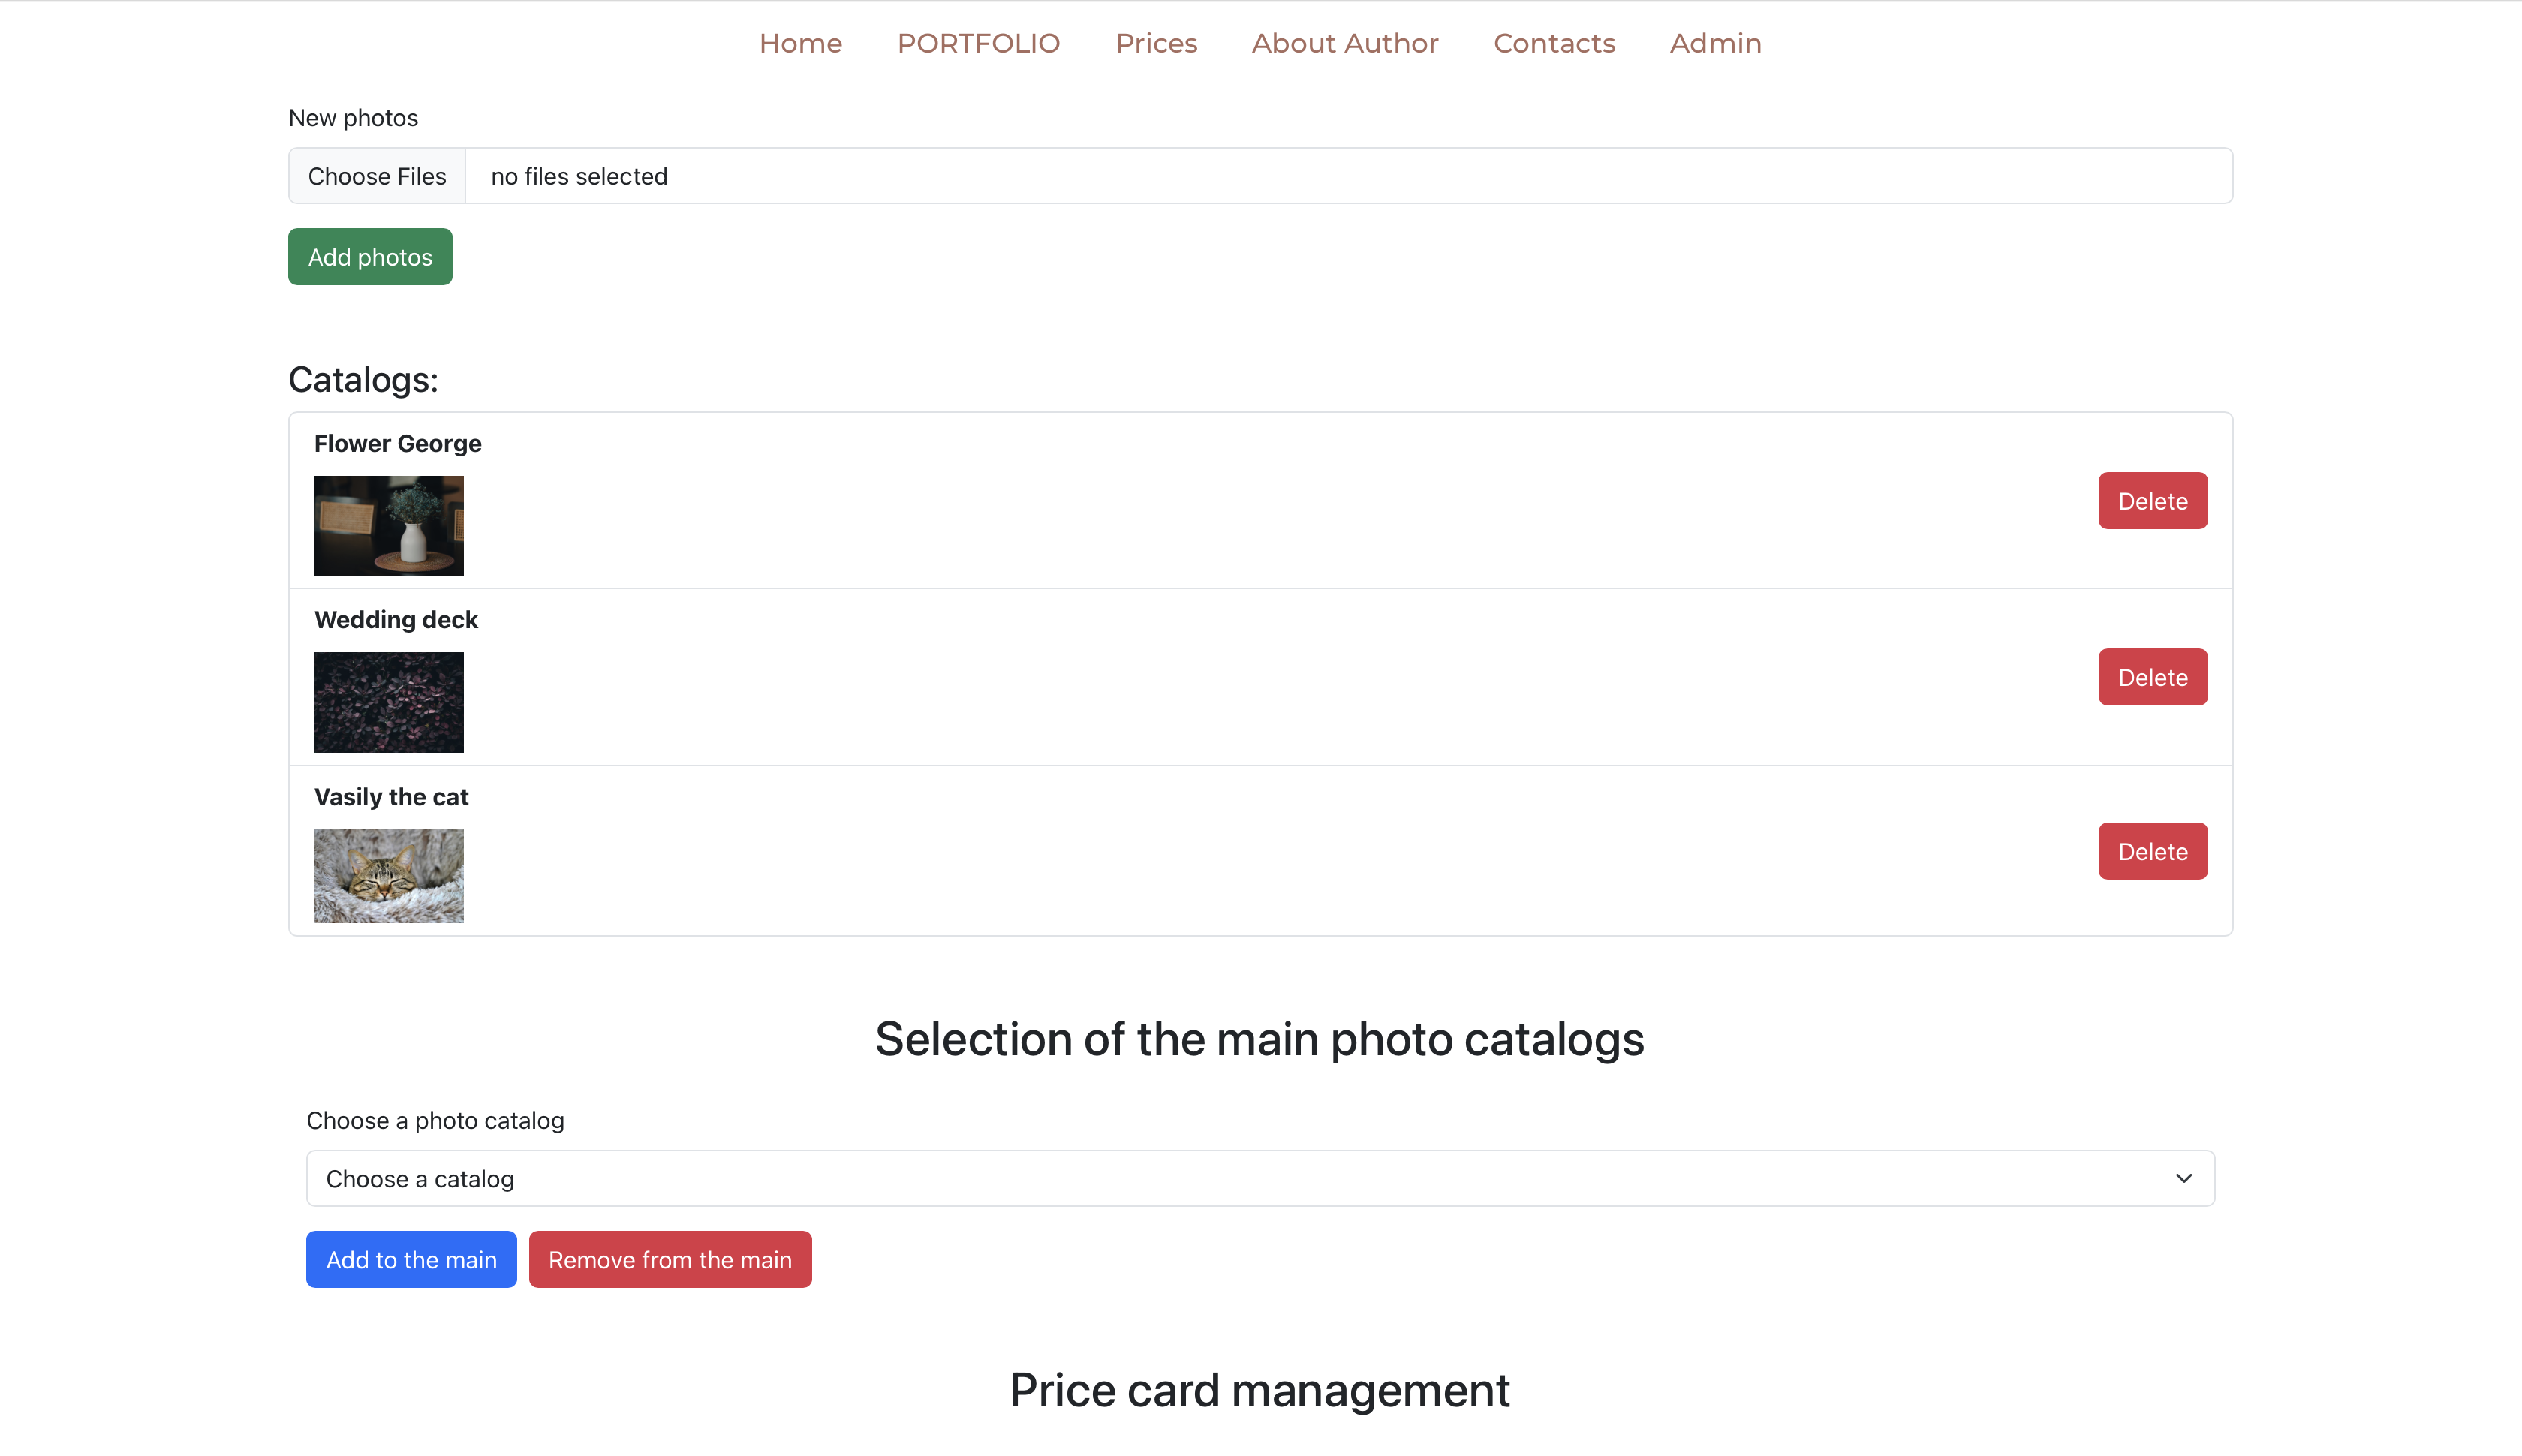 Home PORTFOLIO Prices About Author Contacts Admin
New photos
Choose Files no files selected
Add photos
Catalogs:
Flower George
Delete
Wedding deck
Delete
Vasily the cat
Delete
Selection of the main photo catalogs
Choose a photo catalog
Choose a catalog
Add to the main Remove from the main
Price card management